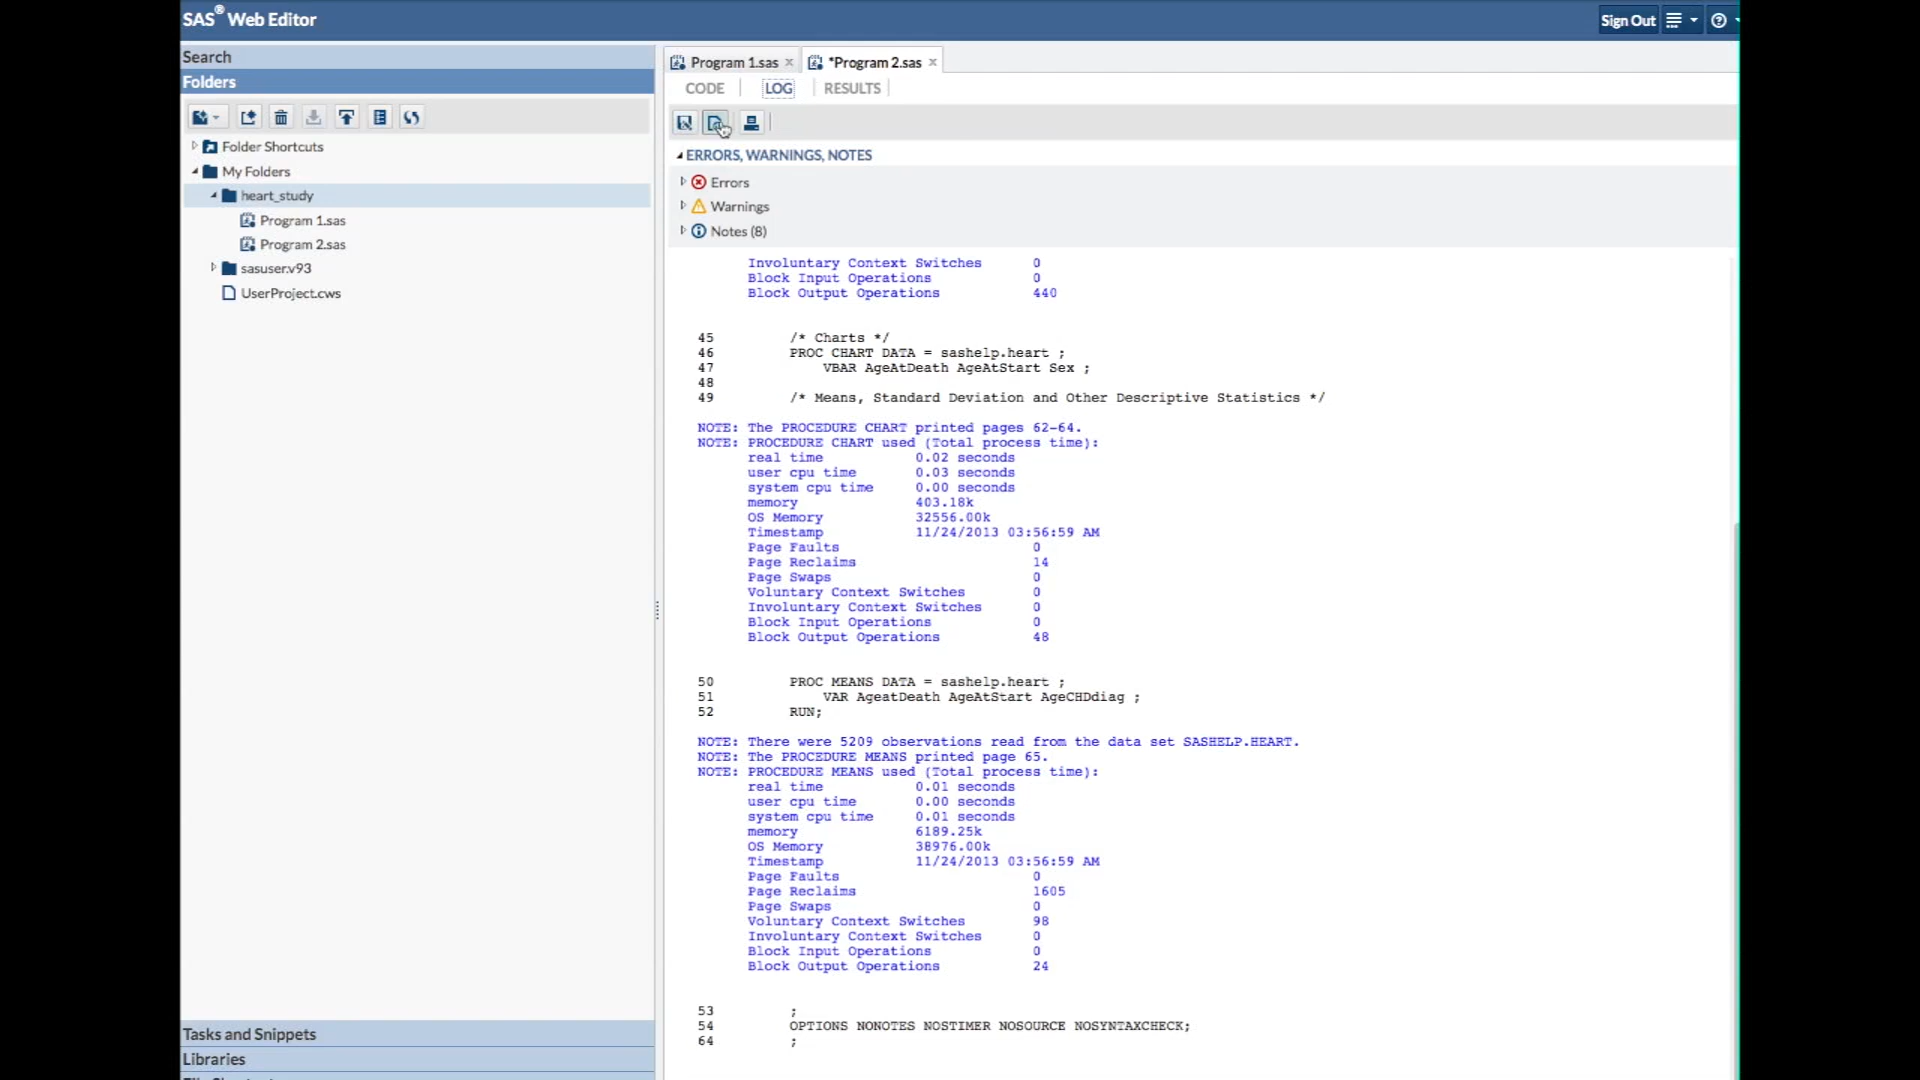 SAS® Web Editor
Sign Out
Search
Folders
Folder Shortcuts
My Folders
heart_study
Program 1.sas
Program 2.sas
sasuser.v93
UserProject.cws
Tasks and Snippets
Libraries
Program 1.sas
*Program 2.sas
CODE LOG RESULTS
ERRORS, WARNINGS, NOTES
Errors
Warnings
Notes (8)
Involuntary Context Switches 0
Block Input Operations 0
Block Output Operations 440
45 /* Charts */
46 PROC CHART DATA = sashelp.heart ;
47 VBAR AgeAtDeath AgeAtStart Sex ;
48
49 /* Means, Standard Deviation and Other Descriptive Statistics */
NOTE: The PROCEDURE CHART printed pages 62-64.
NOTE: PROCEDURE CHART used (Total process time):
real time 0.02 seconds
user cpu time 0.03 seconds
system cpu time 0.00 seconds
memory 403.18k
OS Memory 32556.00k
Timestamp 11/24/2013 03:56:59 AM
Page Faults 0
Page Reclaims 14
Page Swaps 0
Voluntary Context Switches 0
Involuntary Context Switches 0
Block Input Operations 0
Block Output Operations 48
50 PROC MEANS DATA = sashelp.heart ;
51 VAR AgeatDeath AgeAtStart AgeCHDdiag ;
52 RUN;
NOTE: There were 5209 observations read from the data set SASHELP.HEART.
NOTE: The PROCEDURE MEANS printed page 65.
NOTE: PROCEDURE MEANS used (Total process time):
real time 0.01 seconds
user cpu time 0.00 seconds
system cpu time 0.01 seconds
memory 6189.25k
OS Memory 38976.00k
Timestamp 11/24/2013 03:56:59 AM
Page Faults 0
Page Reclaims 1605
Page Swaps 0
Voluntary Context Switches 98
Involuntary Context Switches 0
Block Input Operations 0
Block Output Operations 24
53 ;
54 OPTIONS NONOTES NOSTIMER NOSOURCE NOSYNTAXCHECK;
64 ;